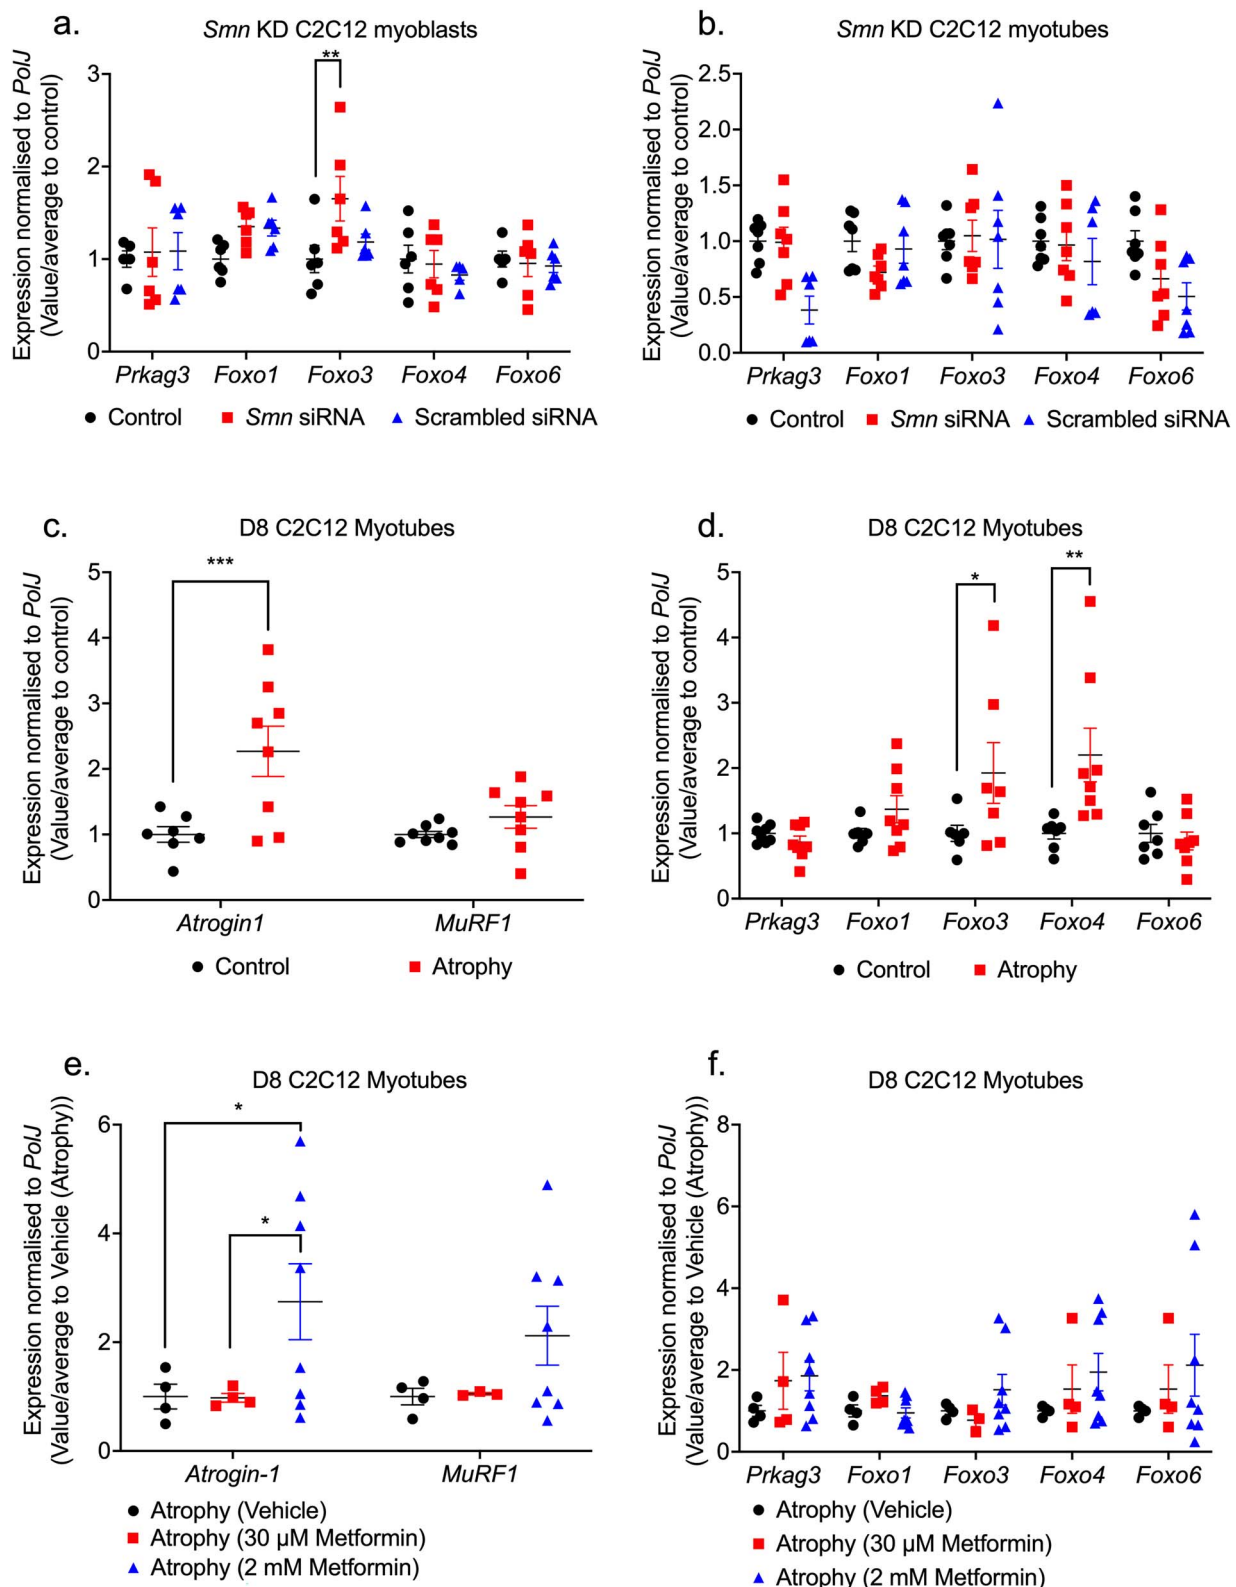 a.
Smn KD C2C12 myoblasts
Expression normalised to PolJ
(Value/average to control)
3
2
1
0
**
Prkag3 Foxo1 Foxo3 Foxo4 Foxo6
Control Smn siRNA Scrambled siRNA
b.
Smn KD C2C12 myotubes
Expression normalised to PolJ
(Value/average to control)
2.5
2.0
1.5
1.0
0.5
0.0
Prkag3 Foxo1 Foxo3 Foxo4 Foxo6
Control Smn siRNA Scrambled siRNA
c.
D8 C2C12 Myotubes
Expression normalised to PolJ
(Value/average to control)
5
4
3
2
1
0
***
Atrogin1 MuRF1
Control Atrophy
d.
D8 C2C12 Myotubes
Expression normalised to PolJ
(Value/average to control)
5
4
3
2
1
0
*
**
Prkag3 Foxo1 Foxo3 Foxo4 Foxo6
Control Atrophy
e.
D8 C2C12 Myotubes
Expression normalised to PolJ
(Value/average to Vehicle (Atrophy))
6
4
2
0
*
*
Atrogin-1 MuRF1
Atrophy (Vehicle)
Atrophy (30 µM Metformin)
Atrophy (2 mM Metformin)
f.
D8 C2C12 Myotubes
Expression normalised to PolJ
(Value/average to Vehicle (Atrophy))
8
6
4
2
0
Prkag3 Foxo1 Foxo3 Foxo4 Foxo6
Atrophy (Vehicle)
Atrophy (30 µM Metformin)
Atrophy (2 mM Metformin)